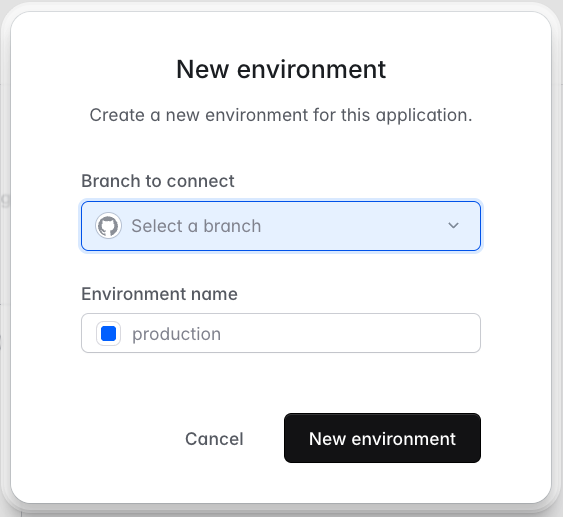 New environment
Create a new environment for this application.
Branch to connect
Select a branch
Environment name
production
Cancel
New environment